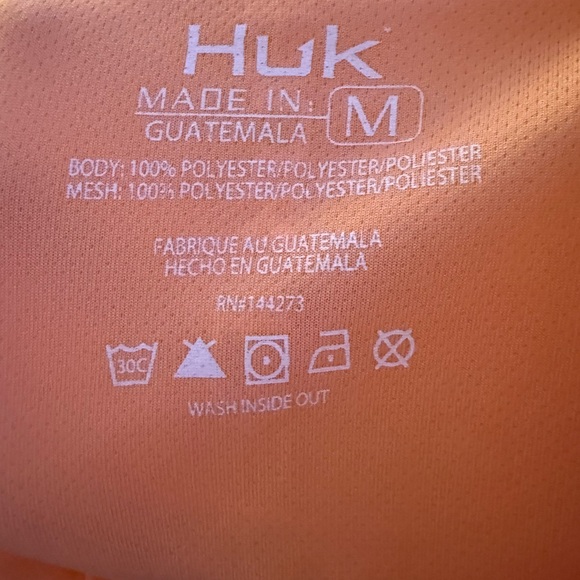 Huk
MADE IN: M
GUATEMALA
BODY: 100% POLYESTER/POLYESTER/POLIESTER
MESH: 100% POLYESTER/POLYESTER/POLIESTER
FABRIQUE AU GUATEMALA
HECHO EN GUATEMALA
RN#144273
30C
WASH INSIDE OUT